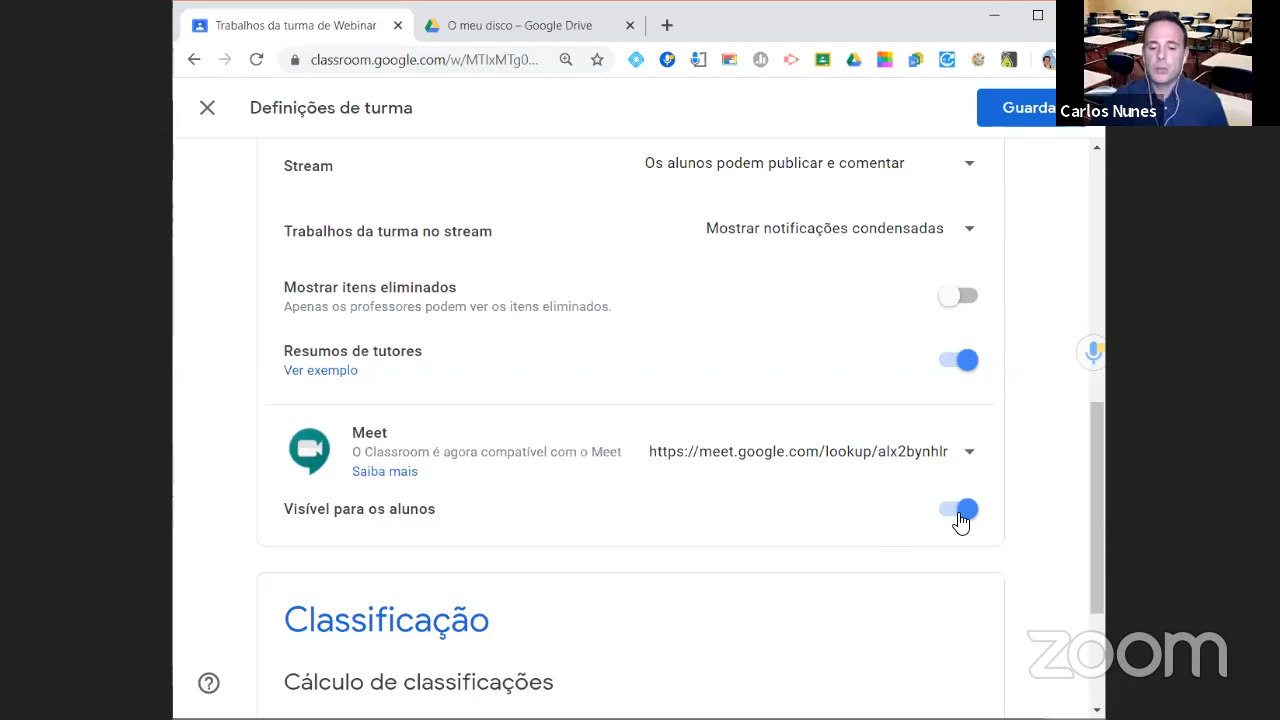 Trabalhos da turma de Webinar
O meu disco – Google Drive
classroom.google.com/w/MTIxMTg0...
Definições de turma
Guarda
Carlos Nunes
Stream
Os alunos podem publicar e comentar
Trabalhos da turma no stream
Mostrar notificações condensadas
Mostrar itens eliminados
Apenas os professores podem ver os itens eliminados.
Resumos de tutores
Ver exemplo
Meet
O Classroom é agora compatível com o Meet
https://meet.google.com/lookup/alx2bynhlr
Saiba mais
Visível para os alunos
Classificação
Cálculo de classificações
zoom